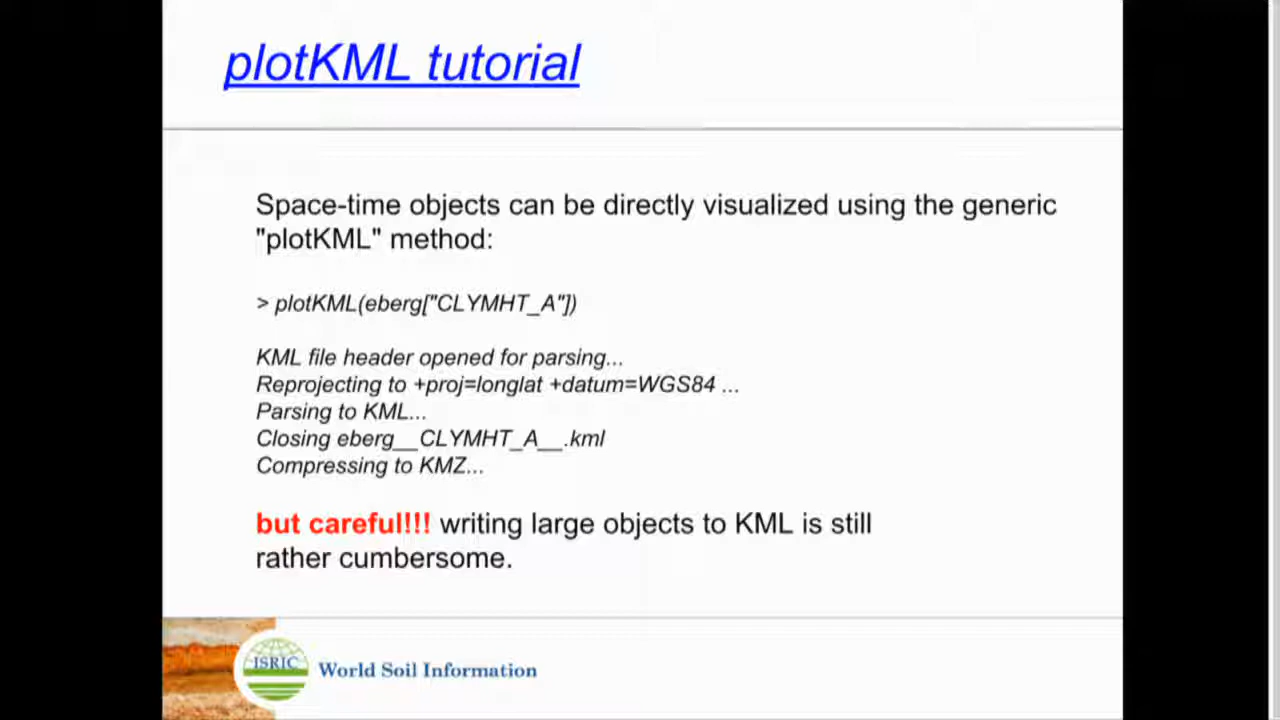 plotKML tutorial
Space-time objects can be directly visualized using the generic
"plotKML" method:
> plotKML(eberg["CLYMHT_A"])
KML file header opened for parsing...
Reprojecting to +proj=longlat +datum=WGS84 ...
Parsing to KML...
Closing eberg__CLYMHT_A__.kml
Compressing to KMZ...
but careful!!! writing large objects to KML is still
rather cumbersome.
ISRIC World Soil Information